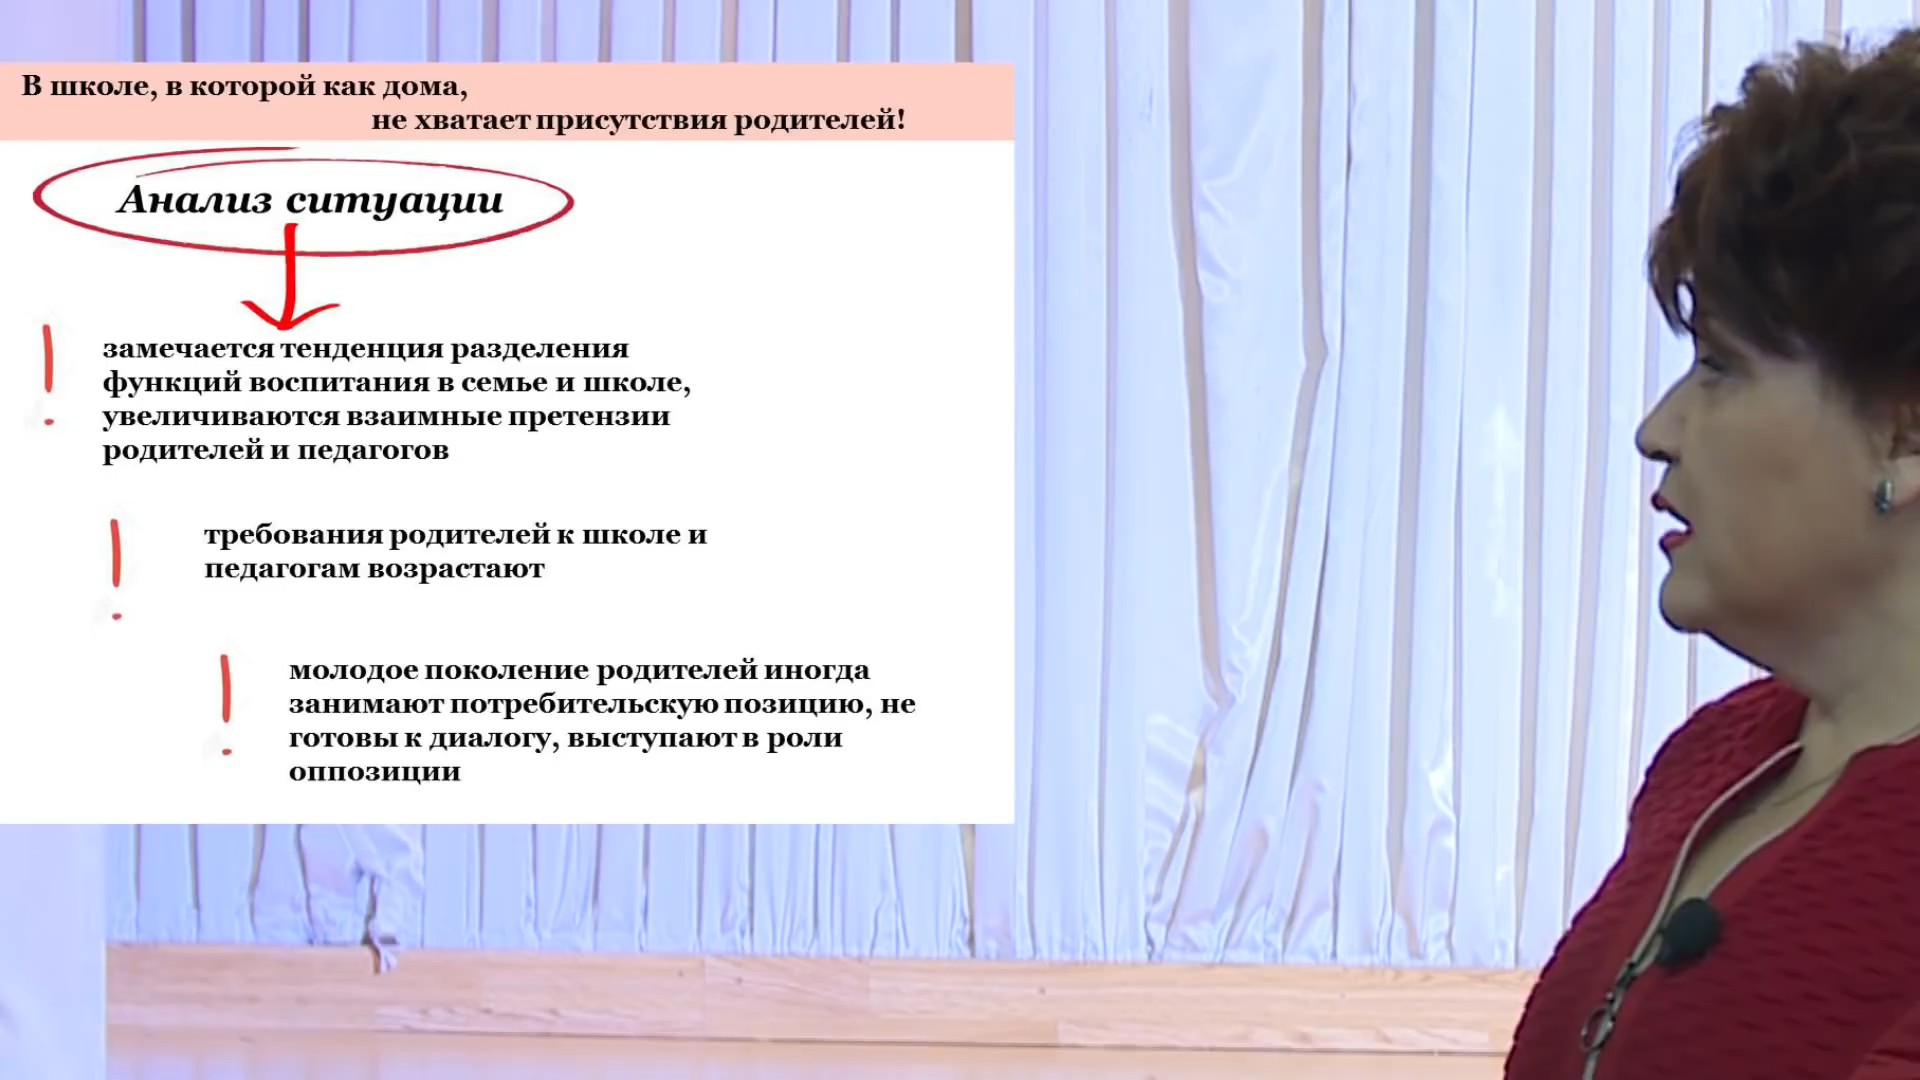 В школе, в которой как дома,
не хватает присутствия родителей!
Анализ ситуации
замечается тенденция разделения
функций воспитания в семье и школе,
увеличиваются взаимные претензии
родителей и педагогов
требования родителей к школе и
педагогам возрастают
молодое поколение родителей иногда
занимают потребительскую позицию, не
готовы к диалогу, выступают в роли
оппозиции